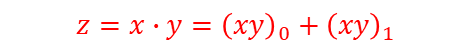 z = x · y = (xy)₀ + (xy)₁